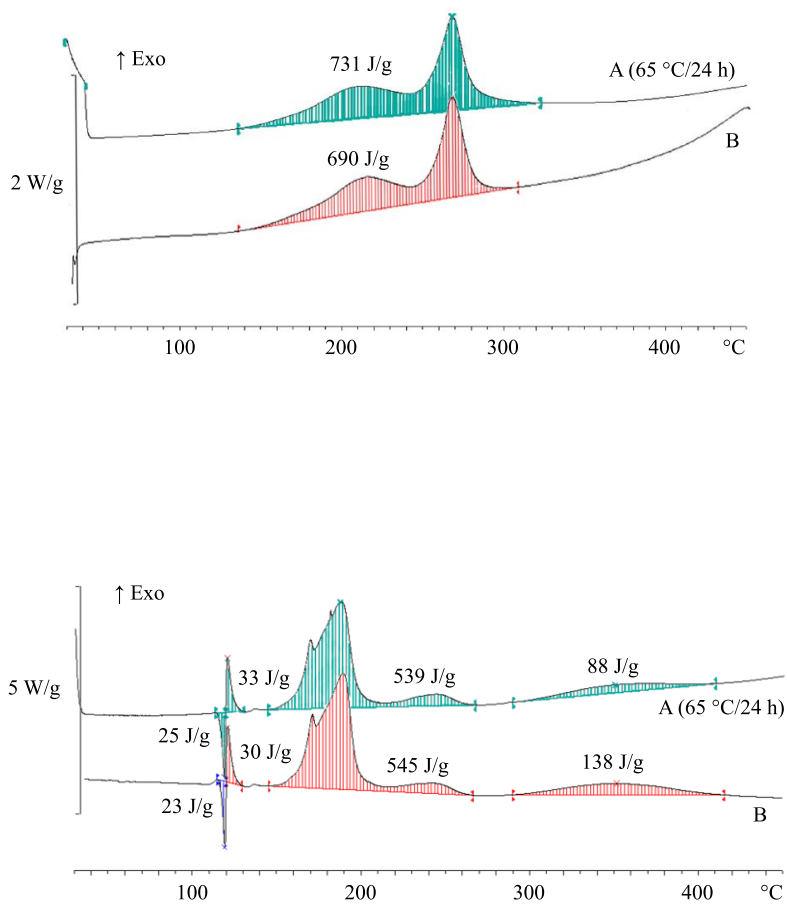 ↑ Exo
731 J/g
A (65 °C/24 h)
690 J/g
B
2 W/g
100 200 300 400 °C
↑ Exo
5 W/g
33 J/g
539 J/g
88 J/g
A (65 °C/24 h)
25 J/g
30 J/g
545 J/g
138 J/g
23 J/g
B
100 200 300 400 °C